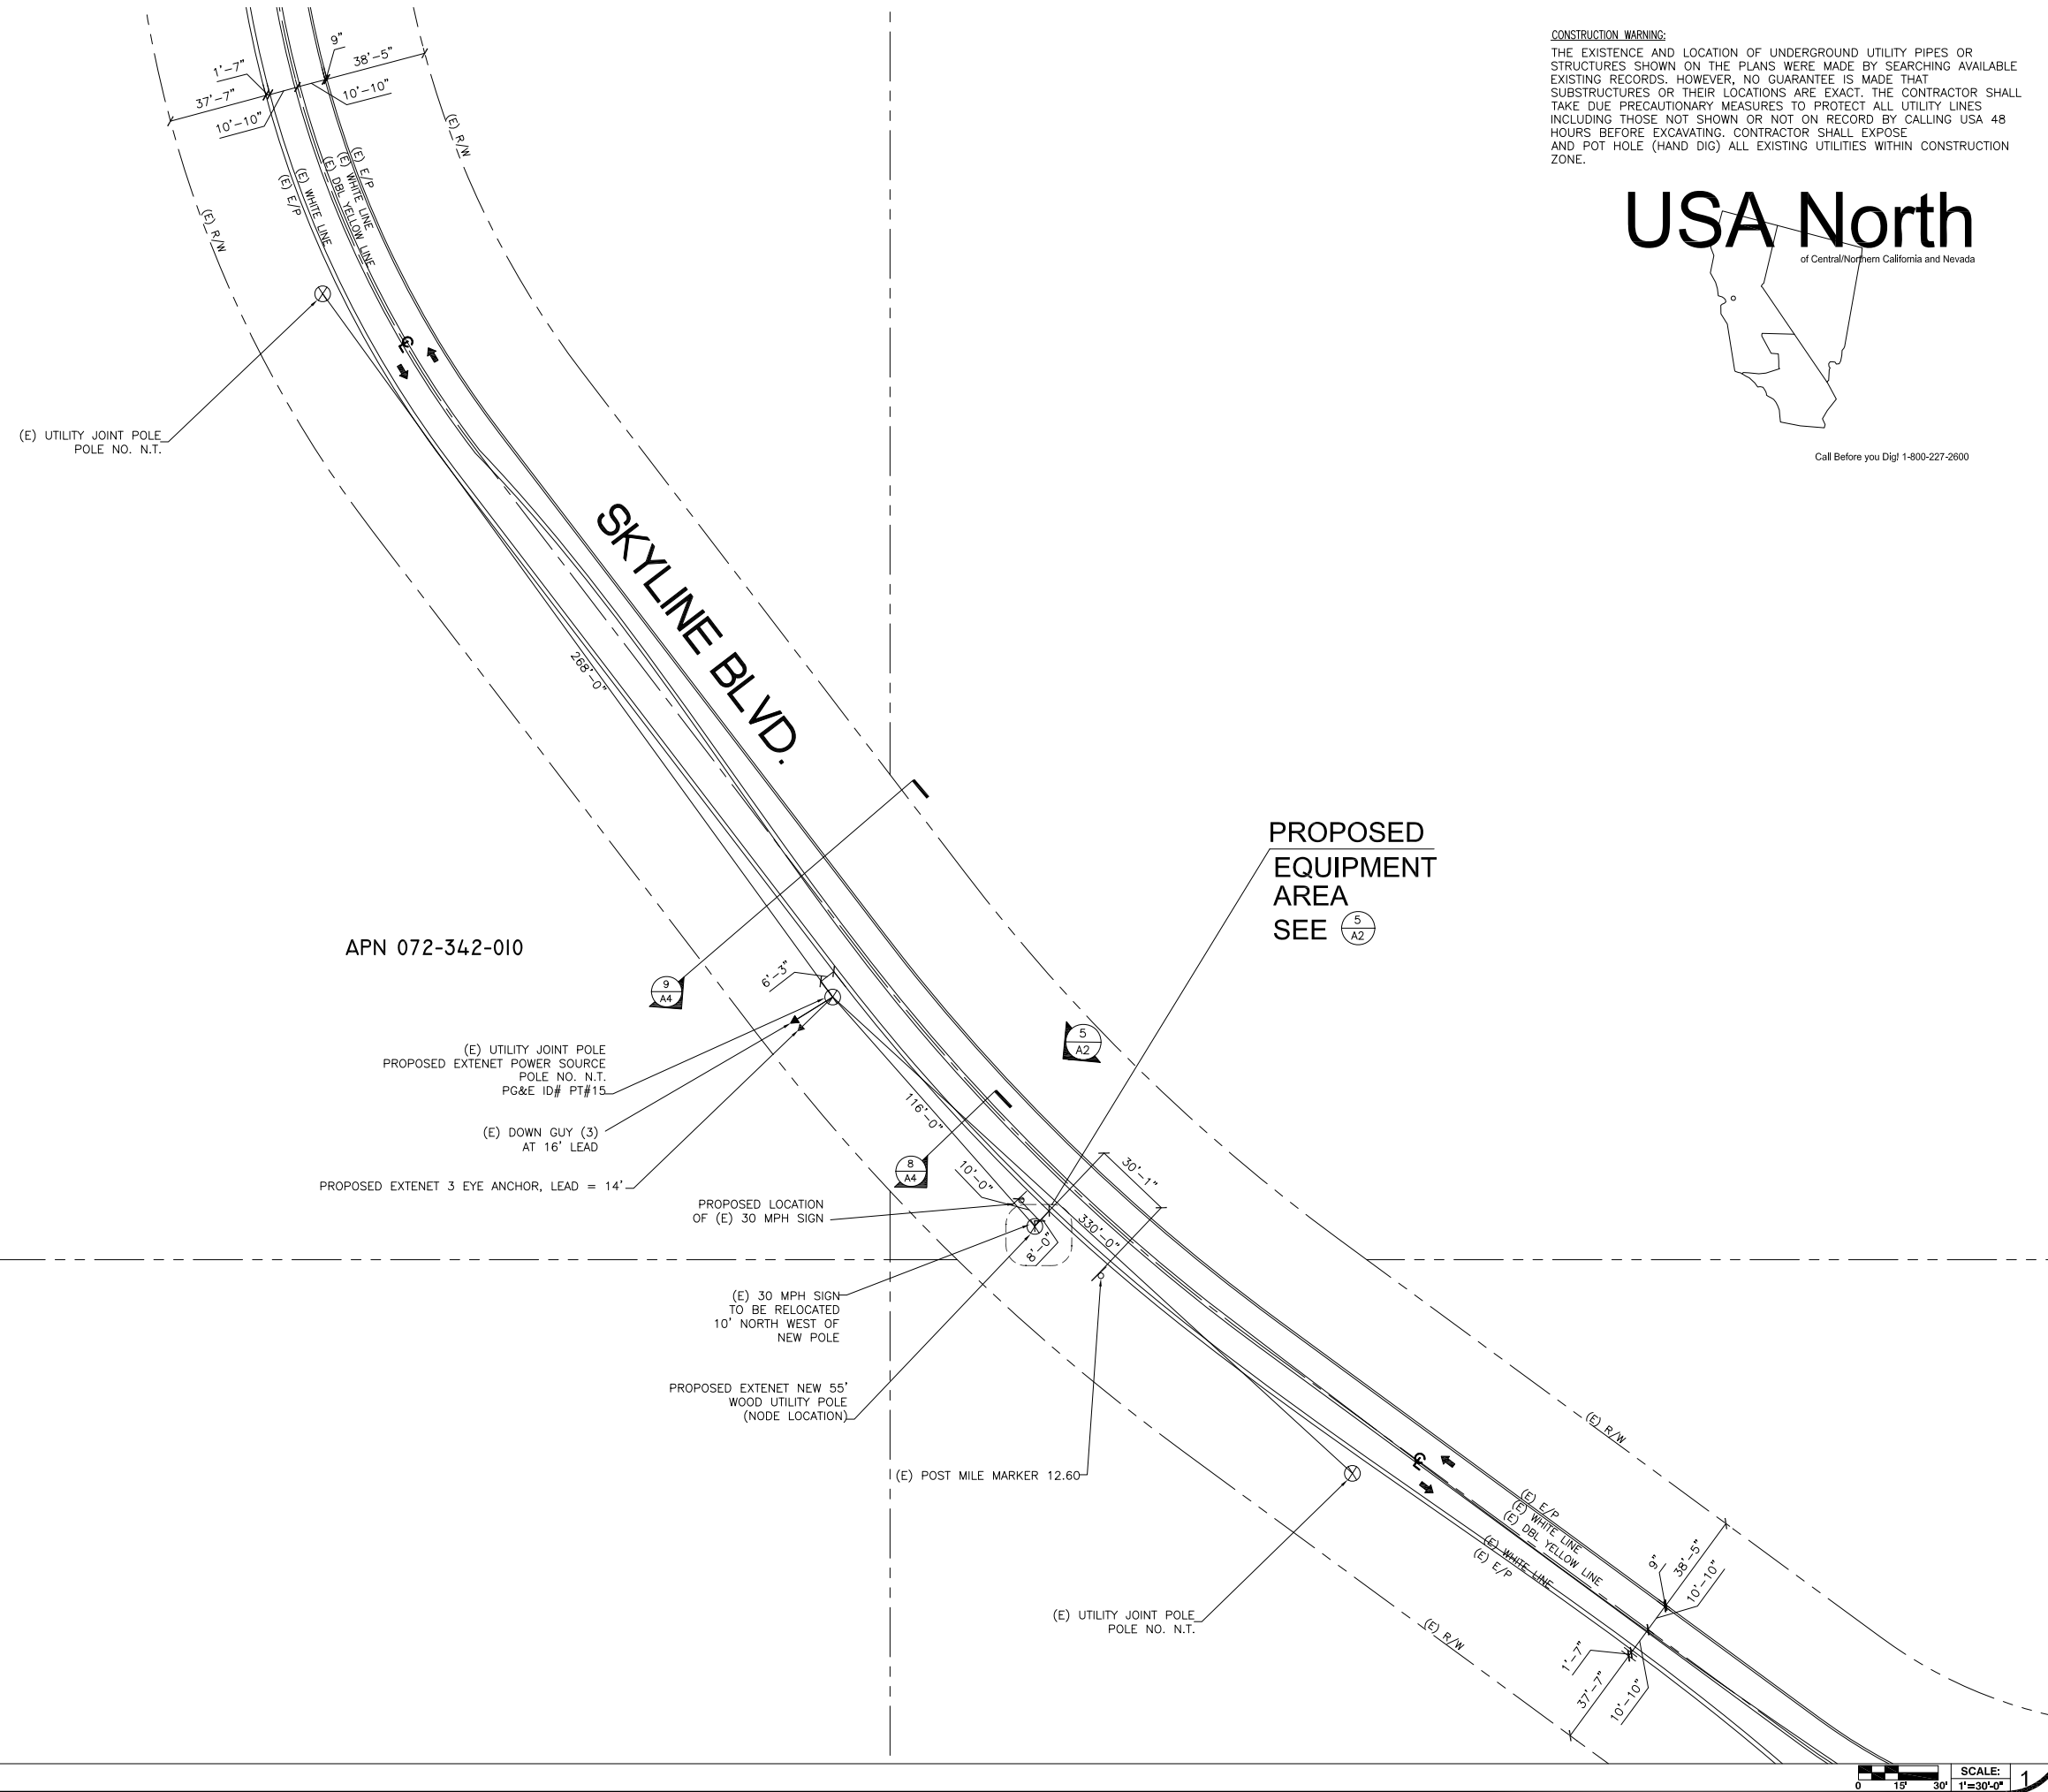 CONSTRUCTION WARNING:
THE EXISTENCE AND LOCATION OF UNDERGROUND UTILITY PIPES OR
STRUCTURES SHOWN ON THE PLANS WERE MADE BY SEARCHING AVAILABLE
EXISTING RECORDS. HOWEVER, NO GUARANTEE IS MADE THAT
SUBSTRUCTURES OR THEIR LOCATIONS ARE EXACT. THE CONTRACTOR SHALL
TAKE DUE PRECAUTIONARY MEASURES TO PROTECT ALL UTILITY LINES
INCLUDING THOSE NOT SHOWN OR NOT ON RECORD BY CALLING USA 48
HOURS BEFORE EXCAVATING. CONTRACTOR SHALL EXPOSE
AND POT HOLE (HAND DIG) ALL EXISTING UTILITIES WITHIN CONSTRUCTION
ZONE.
USA North
of Central/Northern California and Nevada
Call Before you Dig! 1-800-227-2600
9"
38'-5"
1'-7"
37'-7"
10'-10"
10'-10"
(E) R/W
(E) E/P
(E) WHITE LINE
(E) DBL YELLOW LINE
(E) WHITE LINE
(E) E/P
(E) R/W
CL
(E) UTILITY JOINT POLE
POLE NO. N.T.
SKYLINE BLVD.
268'-0"
PROPOSED
EQUIPMENT
AREA
SEE 5
A2
APN 072-342-010
6'-3"
9
A4
5
A2
(E) UTILITY JOINT POLE
PROPOSED EXTENET POWER SOURCE
POLE NO. N.T.
PG&E ID# PT#15
116'-0"
(E) DOWN GUY (3)
AT 16' LEAD
8
A4
10'-0"
30'-1"
PROPOSED EXTENET 3 EYE ANCHOR, LEAD = 14'
PROPOSED LOCATION
OF (E) 30 MPH SIGN
330'-0"
8'-0"
(E) 30 MPH SIGN
TO BE RELOCATED
10' NORTH WEST OF
NEW POLE
PROPOSED EXTENET NEW 55'
WOOD UTILITY POLE
(NODE LOCATION)
(E) POST MILE MARKER 12.60
CL
(E) R/W
(E) E/P
(E) WHITE LINE
(E) DBL YELLOW LINE
(E) WHITE LINE
(E) E/P
9"
38'-5"
10'-10"
(E) UTILITY JOINT POLE
POLE NO. N.T.
(E) R/W
1'-7"
37'-7"
10'-10"
0 15' 30'
SCALE:
1'=30'-0"
1